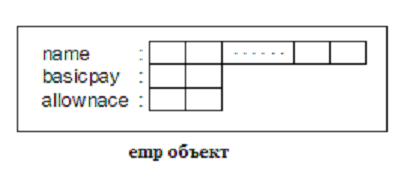 name :
basicpay :
allownace :
emp объект